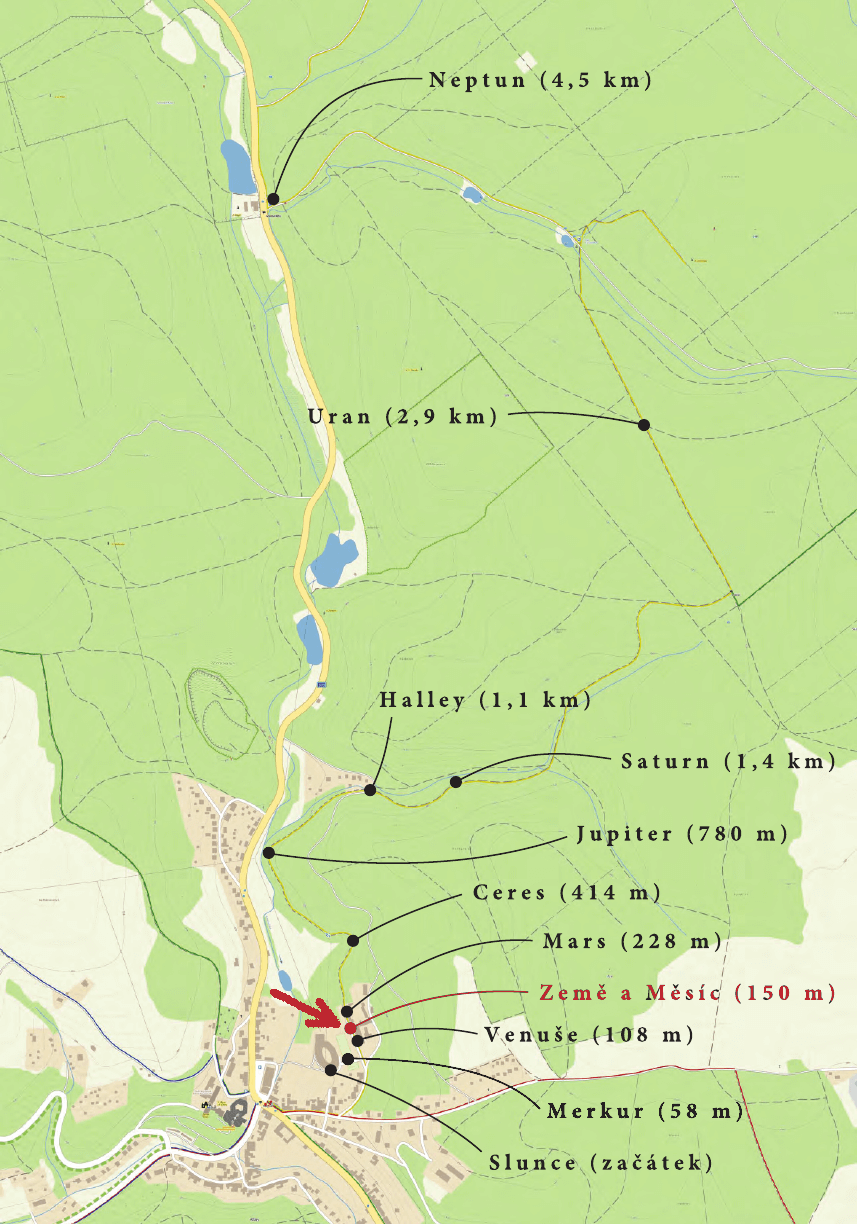 Neptun (4,5 km)
Uran (2,9 km)
Halley (1,1 km)
Saturn (1,4 km)
Jupiter (780 m)
Ceres (414 m)
Mars (228 m)
Země a Měsíc (150 m)
Venuše (108 m)
Merkur (58 m)
Slunce (začátek)